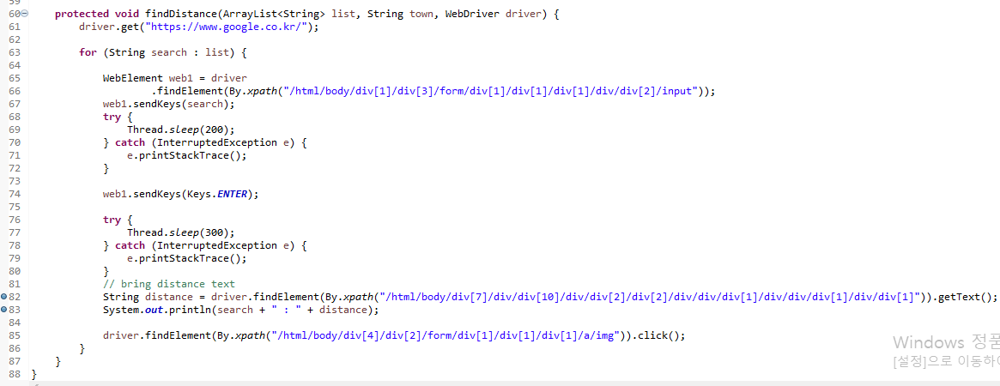 59
60 protected void findDistance(ArrayList<String> list, String town, WebDriver driver) {
61 driver.get("https://www.google.co.kr/");
62
63 for (String search : list) {
64
65 WebElement web1 = driver
66 .findElement(By.xpath("/html/body/div[1]/div[3]/form/div[1]/div[1]/div[1]/div/div[2]/input"));
67 web1.sendKeys(search);
68 try {
69 Thread.sleep(200);
70 } catch (InterruptedException e) {
71 e.printStackTrace();
72 }
73
74 web1.sendKeys(Keys.ENTER);
75
76 try {
77 Thread.sleep(300);
78 } catch (InterruptedException e) {
79 e.printStackTrace();
80 }
81 // bring distance text
82 String distance = driver.findElement(By.xpath("/html/body/div[7]/div/div[10]/div/div[2]/div[2]/div/div/div[1]/div/div/div[1]/div/div[1]")).getText();
83 System.out.println(search + " : " + distance);
84
85 driver.findElement(By.xpath("/html/body/div[4]/div[2]/form/div[1]/div[1]/div[1]/a/img")).click();
86 }
87 }
88 }
Windows 정품
[설정]으로 이동하여